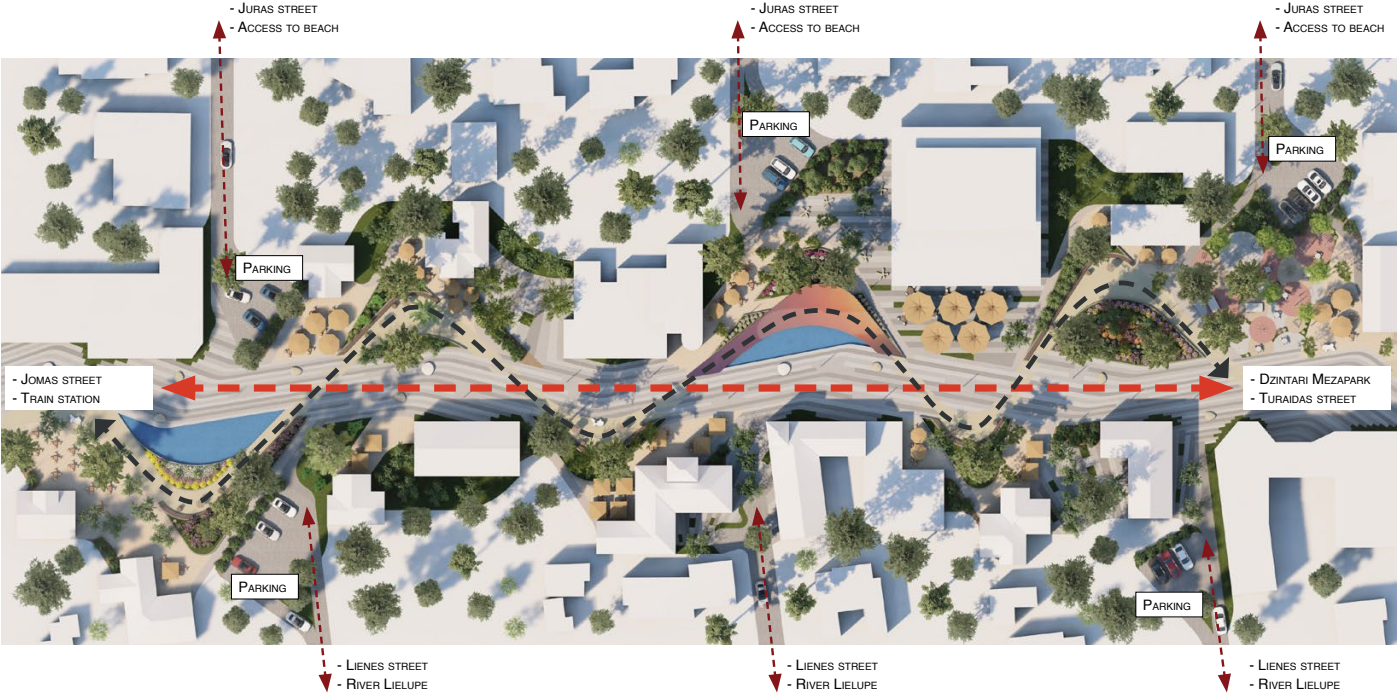 - Juras street
- Access to beach
- Juras street
- Access to beach
- Juras street
- Access to beach
Parking
Parking
Parking
- Jomas street
- Train station
- Dzintari Mezapark
- Turaidas street
Parking
Parking
- Lienes street
- River Lielupe
- Lienes street
- River Lielupe
- Lienes street
- River Lielupe